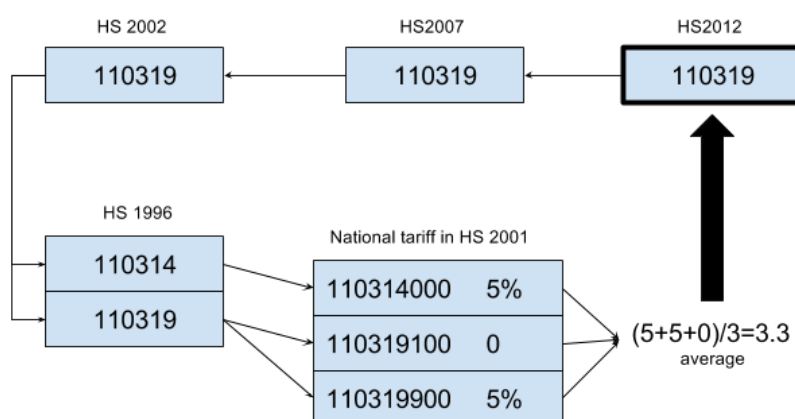 HS 2002
HS2007
HS2012
110319
110319
110319
HS 1996
National tariff in HS 2001
110314
110319
110314000 5%
110319100 0
110319900 5%
(5+5+0)/3=3.3
average